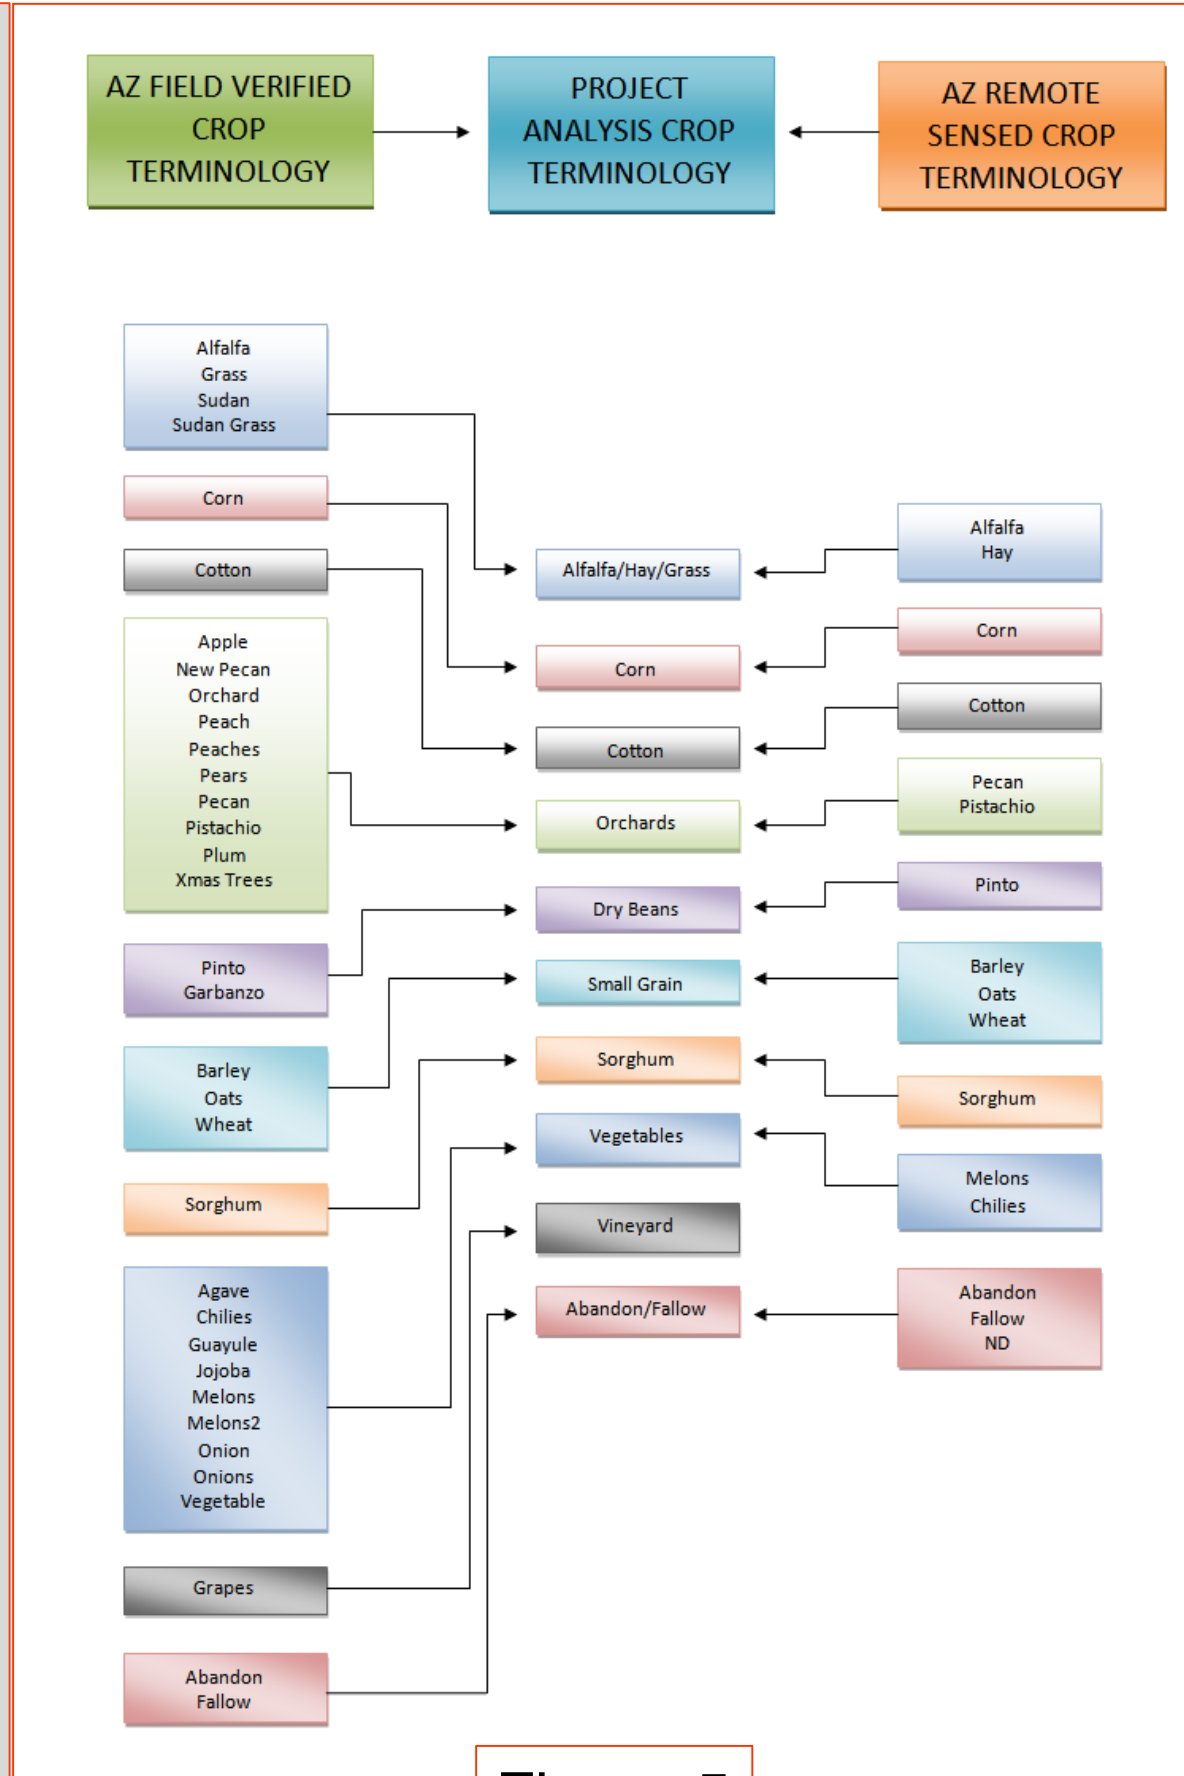 AZ FIELD VERIFIED
CROP
TERMINOLOGY
PROJECT
ANALYSIS CROP
TERMINOLOGY
AZ REMOTE
SENSED CROP
TERMINOLOGY
Alfalfa
Grass
Sudan
Sudan Grass
Corn
Cotton
Apple
New Pecan
Orchard
Peach
Peaches
Pears
Pecan
Pistachio
Plum
Xmas Trees
Pinto
Garbanzo
Barley
Oats
Wheat
Sorghum
Agave
Chilies
Guayule
Jojoba
Melons
Melons2
Onion
Onions
Vegetable
Grapes
Abandon
Fallow
Alfalfa/Hay/Grass
Corn
Cotton
Orchards
Dry Beans
Small Grain
Sorghum
Vegetables
Vineyard
Abandon/Fallow
Alfalfa
Hay
Corn
Cotton
Pecan
Pistachio
Pinto
Barley
Oats
Wheat
Sorghum
Melons
Chilies
Abandon
Fallow
ND